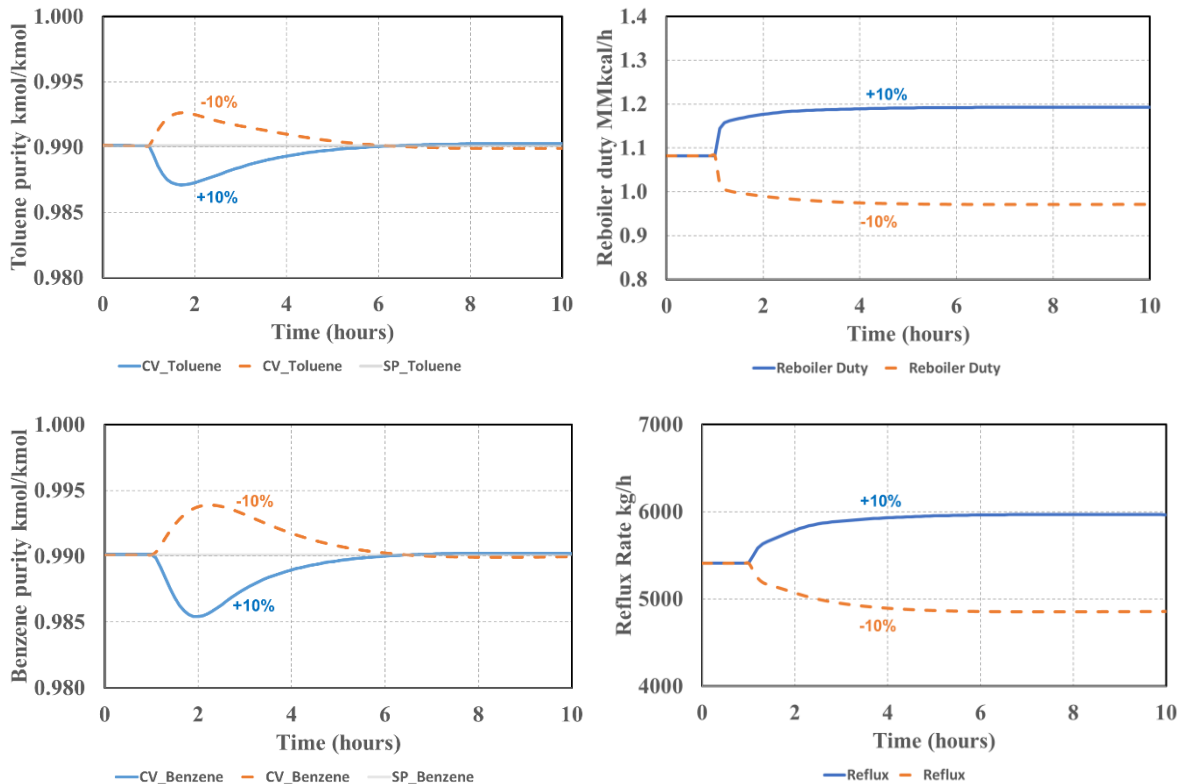 Toluene purity kmol/kmol
1.000
0.995
0.990
0.985
0.980
-10%
+10%
0 2 4 6 8 10
Time (hours)
CV_Toluene CV_Toluene SP_Toluene
Reboiler duty MMkcal/h
1.4
1.3
1.2
1.1
1.0
0.9
0.8
+10%
-10%
0 2 4 6 8 10
Time (hours)
Reboiler Duty Reboiler Duty
Benzene purity kmol/kmol
1.000
0.995
0.990
0.985
0.980
-10%
+10%
0 2 4 6 8 10
Time (hours)
CV_Benzene CV_Benzene SP_Benzene
Reflux Rate kg/h
7000
6000
5000
4000
+10%
-10%
0 2 4 6 8 10
Time (hours)
Reflux Reflux